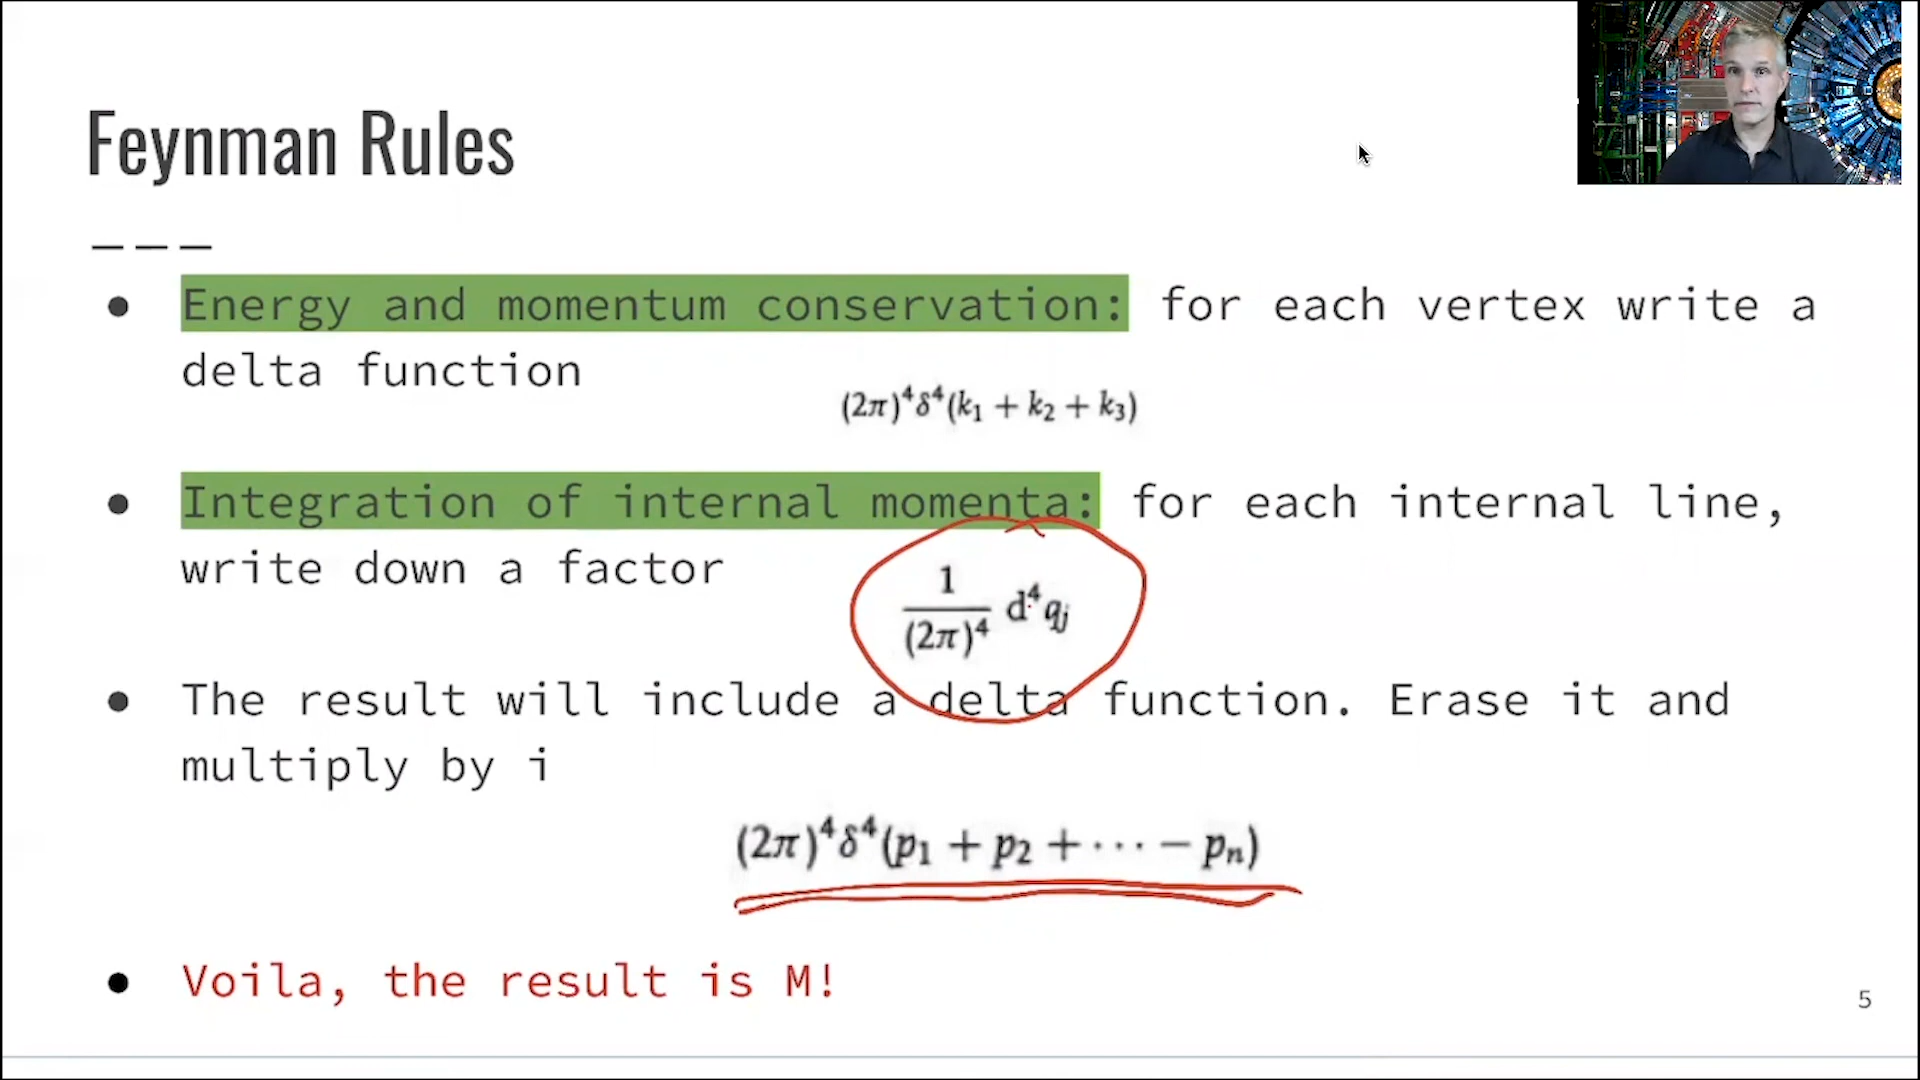 Feynman Rules
● Energy and momentum conservation: for each vertex write a
delta function
(2π)⁴δ⁴(k₁ + k₂ + k₃)
● Integration of internal momenta: for each internal line,
write down a factor
1/(2π)⁴ d⁴qⱼ
● The result will include a delta function. Erase it and
multiply by i
(2π)⁴δ⁴(p₁ + p₂ + ··· − pₙ)
● Voila, the result is M!
5